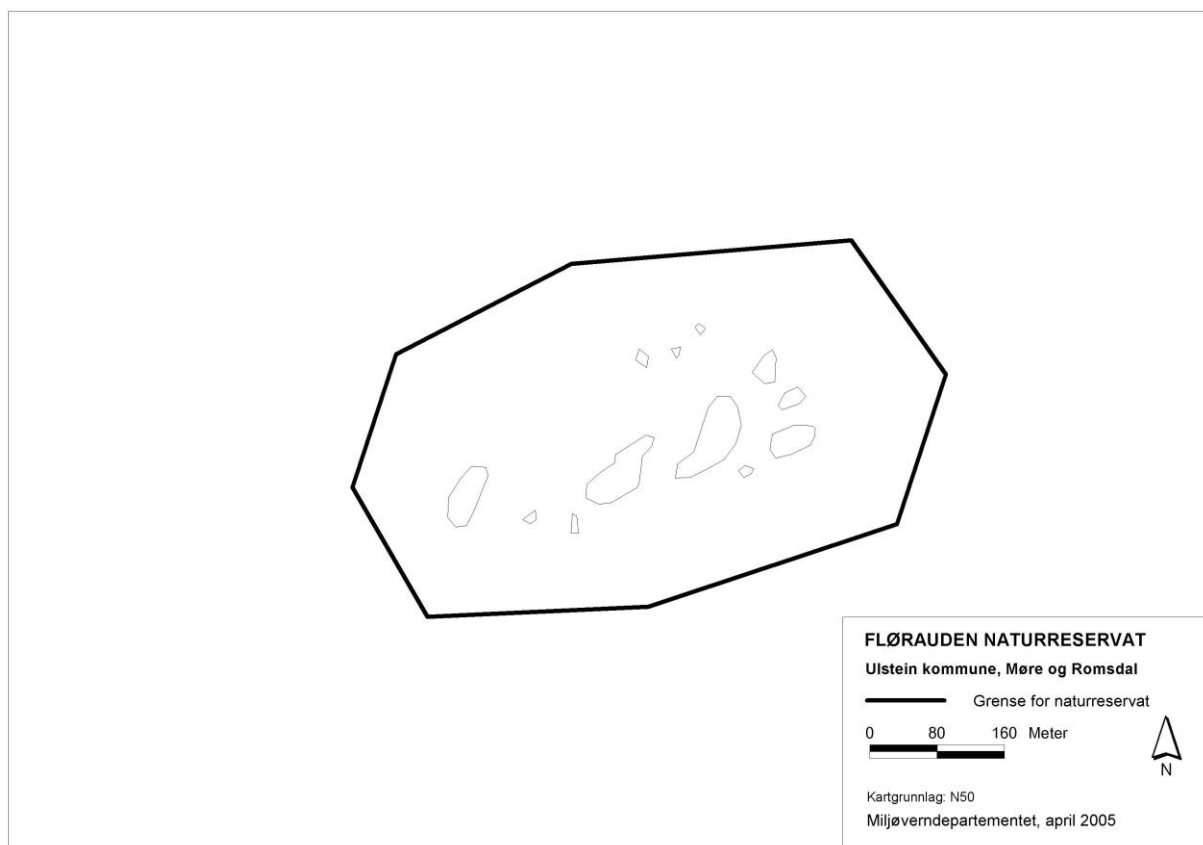 FLØRAUDEN NATURRESERVAT
Ulstein kommune, Møre og Romsdal
Grense for naturreservat
0 80 160 Meter
N
Kartgrunnlag: N50
Miljøverndepartementet, april 2005